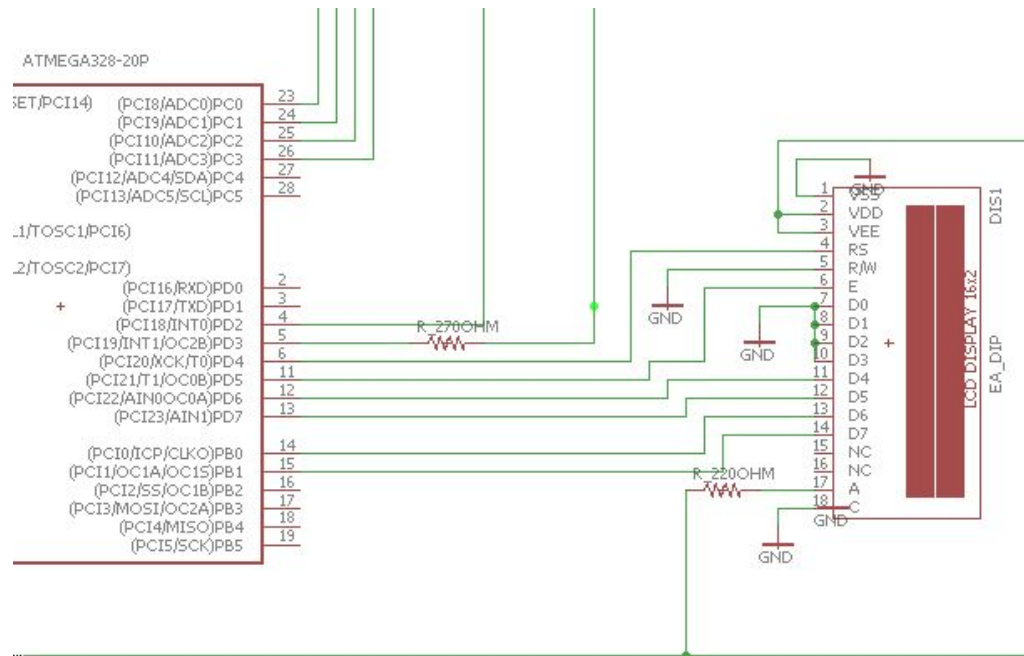 ATMEGA328-20P
SET/PCI14)
(PCI8/ADC0)PC0 23
(PCI9/ADC1)PC1 24
(PCI10/ADC2)PC2 25
(PCI11/ADC3)PC3 26
(PCI12/ADC4/SDA)PC4 27
(PCI13/ADC5/SCL)PC5 28
L1/TOSC1/PCI6)
L2/TOSC2/PCI7)
(PCI16/RXD)PD0 2
(PCI17/TXD)PD1 3
(PCI18/INT0)PD2 4
(PCI19/INT1/OC2B)PD3 5
(PCI20/XCK/T0)PD4 6
(PCI21/T1/OC0B)PD5 11
(PCI22/AIN0OC0A)PD6 12
(PCI23/AIN1)PD7 13
(PCI0/ICP/CLKO)PB0 14
(PCI1/OC1A/OC1S)PB1 15
(PCI2/SS/OC1B)PB2 16
(PCI3/MOSI/OC2A)PB3 17
(PCI4/MISO)PB4 18
(PCI5/SCK)PB5 19
R_270OHM
R_220OHM
GND
GND
GND
GND
GND
1 VSS
2 VDD
3 VEE
4 RS
5 R/W
6 E
7 D0
8 D1
9 D2
10 D3
11 D4
12 D5
13 D6
14 D7
15 NC
16 NC
17 A
18 C
DIS1
LCD DISPLAY 16x2
EA_DIP